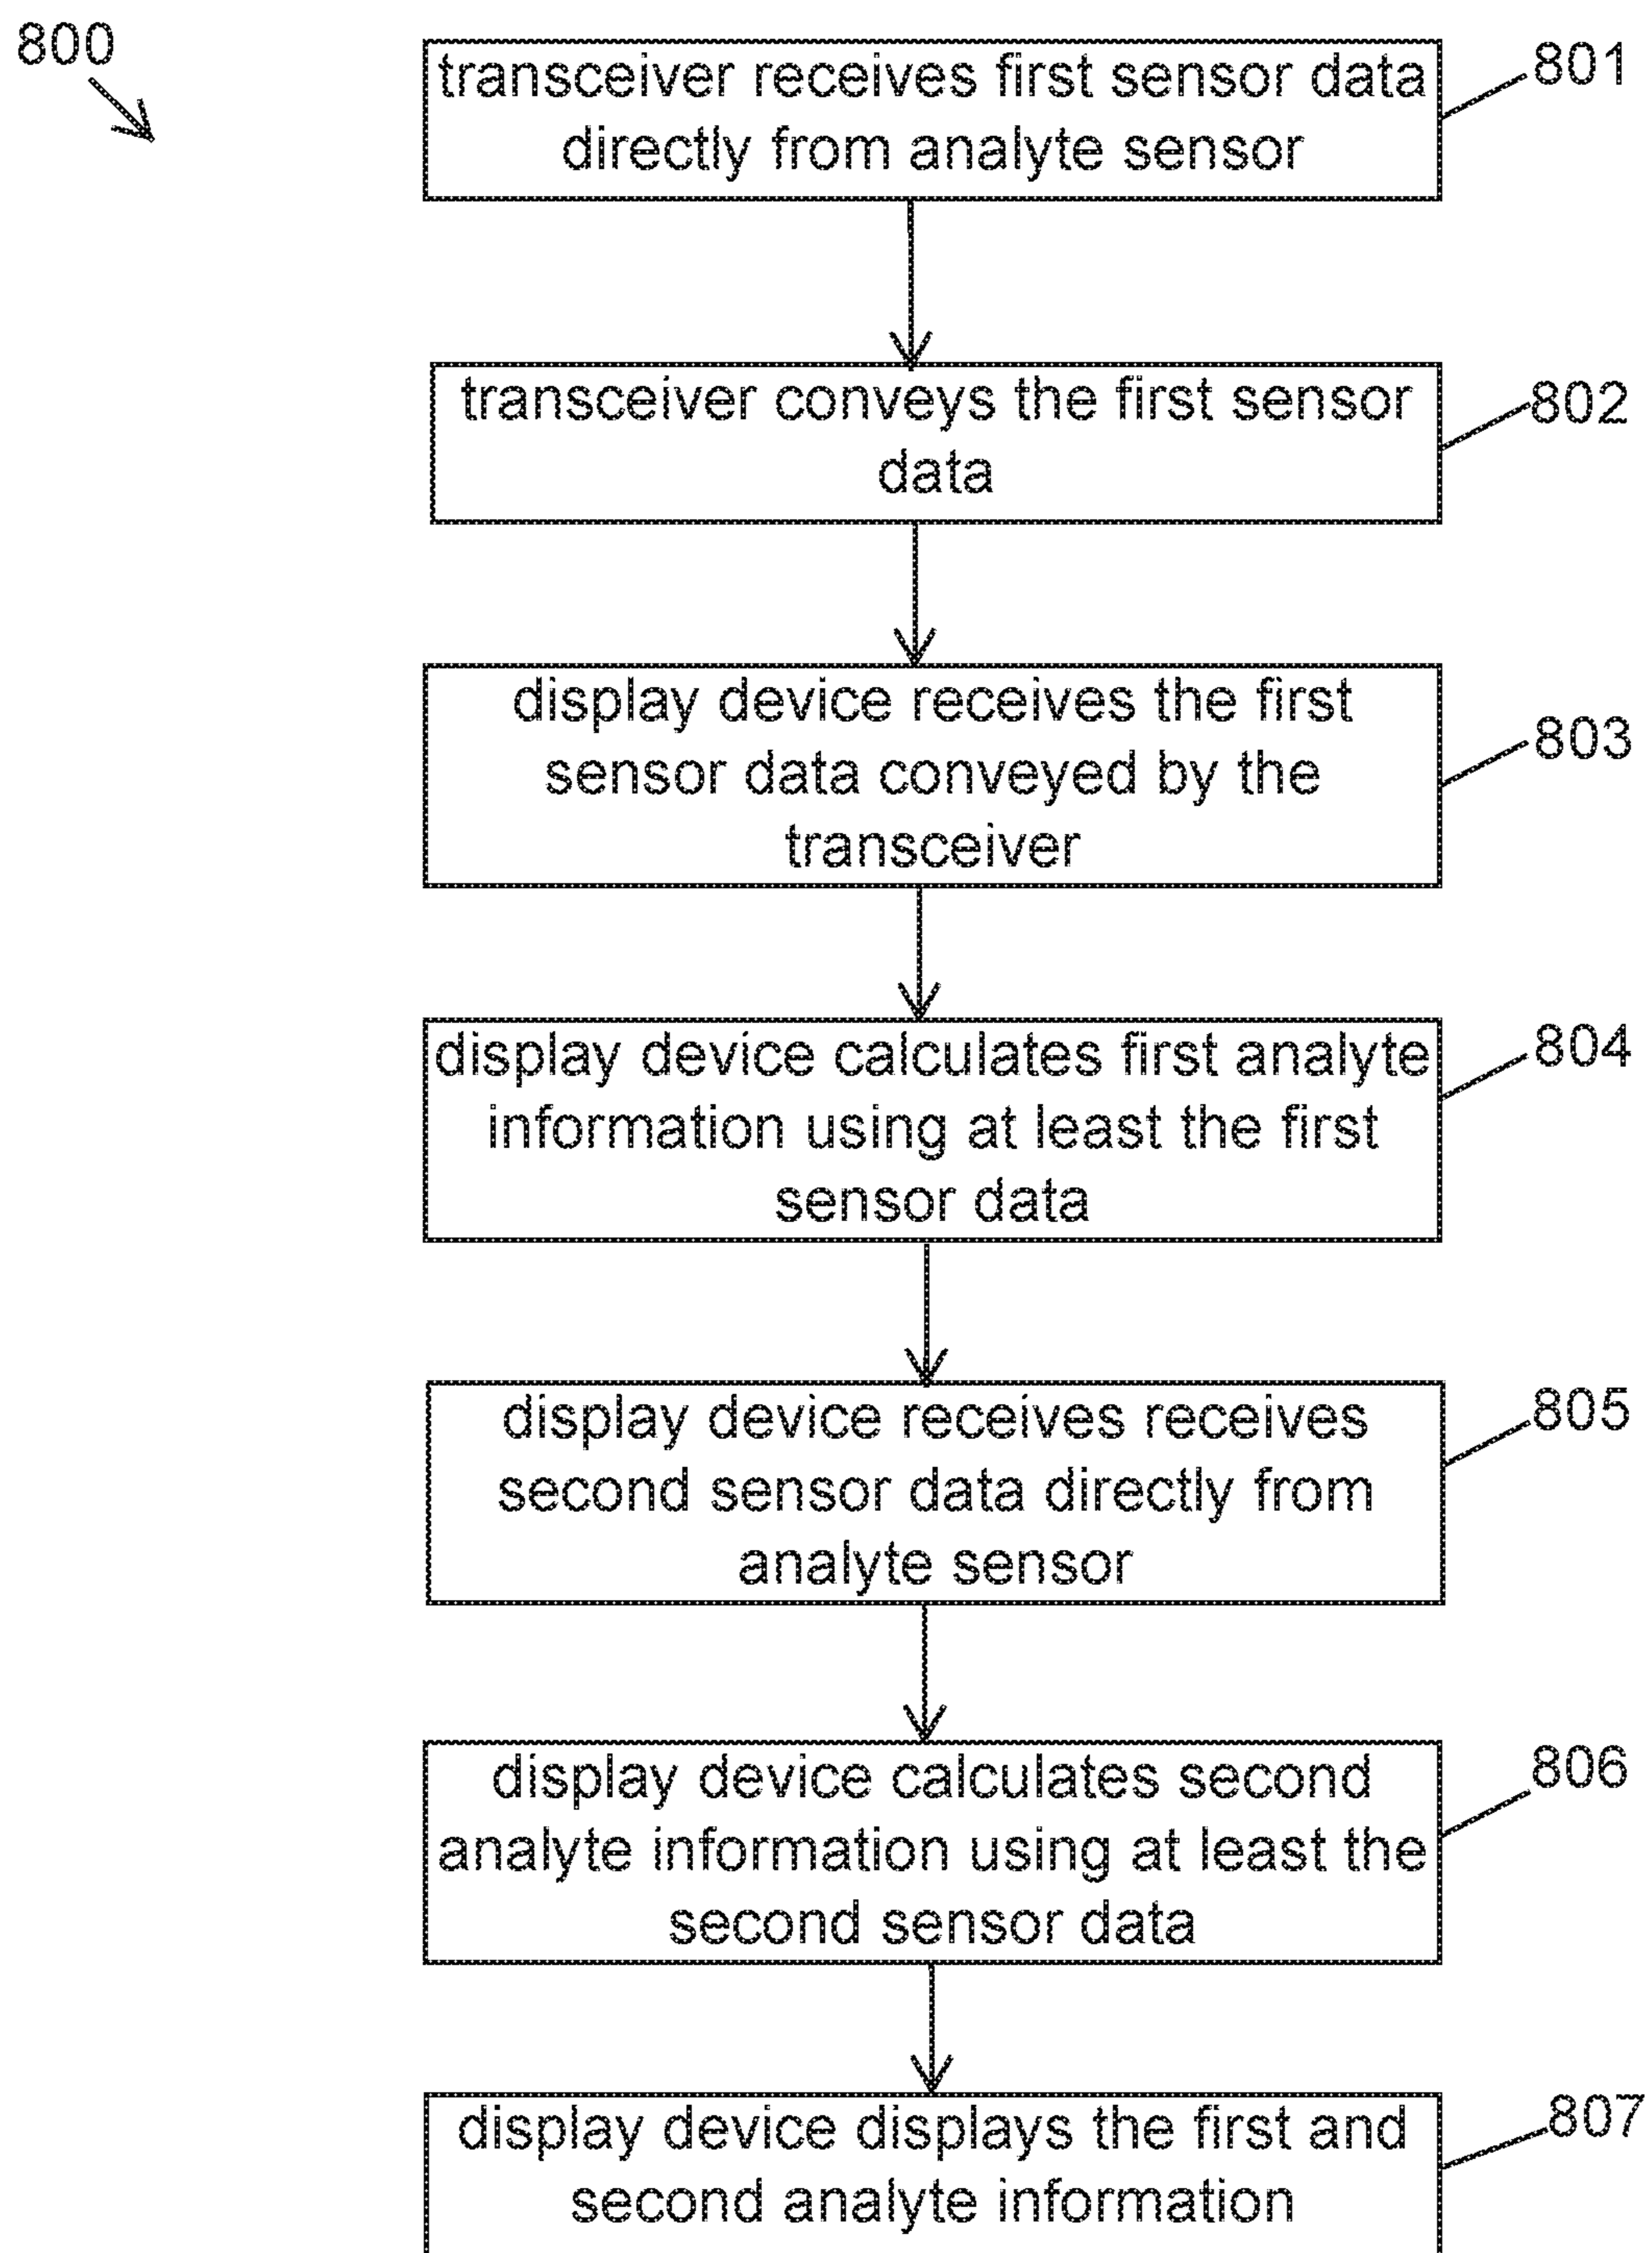 800
transceiver receives first sensor data
directly from analyte sensor
801
transceiver conveys the first sensor
data
802
display device receives the first
sensor data conveyed by the
transceiver
803
display device calculates first analyte
information using at least the first
sensor data
804
display device receives receives
second sensor data directly from
analyte sensor
805
display device calculates second
analyte information using at least the
second sensor data
806
display device displays the first and
second analyte information
807